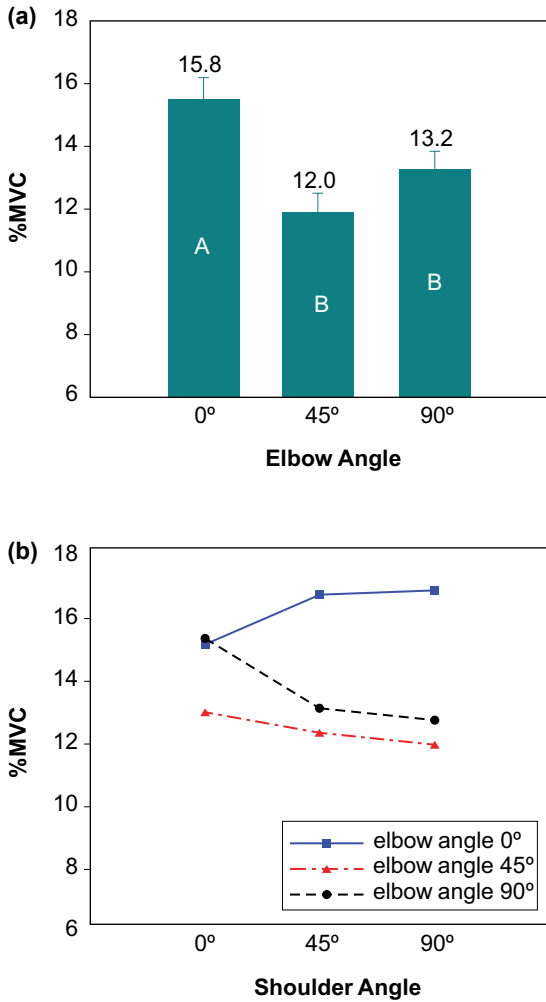 (a)
18
16
14
12
10
8
6
%MVC
15.8
12.0
13.2
A
B
B
0º
45º
90º
Elbow Angle
(b)
18
16
14
12
10
8
6
%MVC
elbow angle 0º
elbow angle 45º
elbow angle 90º
0º
45º
90º
Shoulder Angle